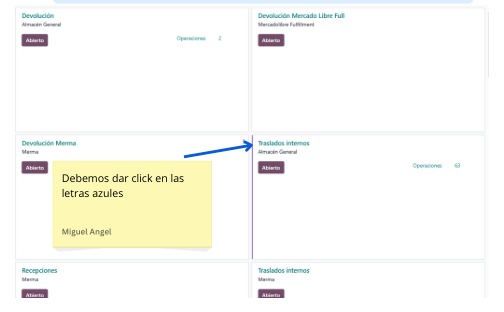 Devolución
Almacén General
Abierto
Operaciones 2
Devolución Mercado Libre Full
Mercadolibre Fulfillment
Abierto
Devolución Merma
Merma
Abierto
Debemos dar click en las
letras azules
Miguel Angel
Traslados internos
Almacén General
Abierto
Operaciones 63
Recepciones
Merma
Abierto
Traslados internos
Merma
Abierto